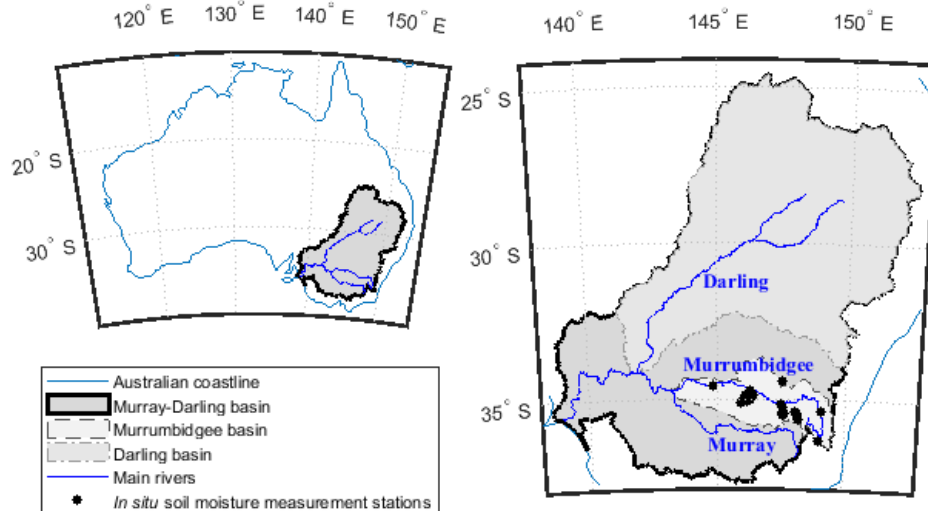 120° E 130° E 140° E 150° E
20° S
30° S
Australian coastline
Murray-Darling basin
Murrumbidgee basin
Darling basin
Main rivers
In situ soil moisture measurement stations
140° E 145° E 150° E
25° S
30° S
35° S
Darling
Murrumbidgee
Murray